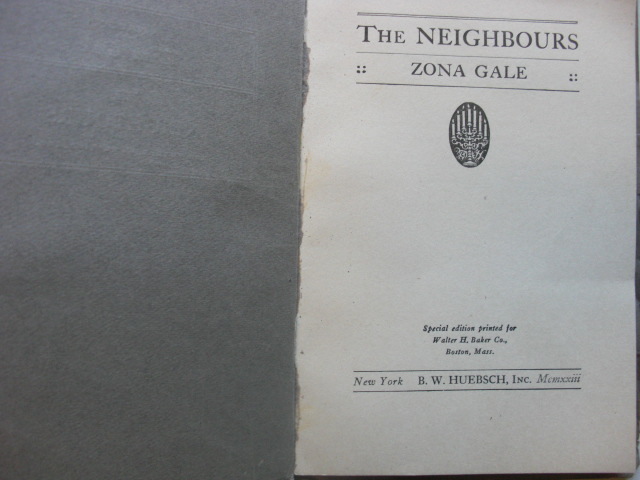 The NEIGHBOURS
ZONA GALE
Special edition printed for
Walter H. Baker Co.,
Boston, Mass.
New York B. W. HUEBSCH, Inc. Mcmxxiii